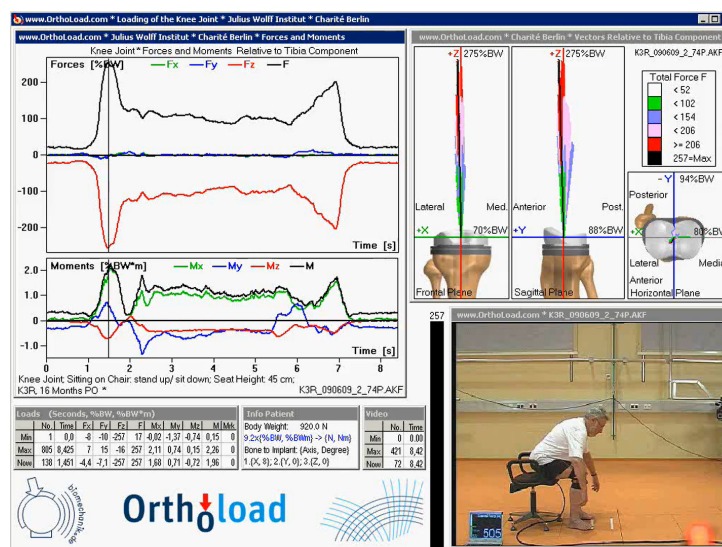 www.OrthoLoad.com * Loading of the Knee Joint * Julius Wolff Institut * Charité Berlin
www.OrthoLoad.com * Julius Wolff Institut * Charité Berlin * Forces and Moments
Knee Joint * Forces and Moments Relative to Tibia Component
Forces [%BW] Fx Fy Fz F
200
100
0
-100
-200
Time [s]
Moments [%BW*m] Mx My Mz M
2.0
1.0
0
-1.0
Time [s]
0 1 2 3 4 5 6 7 8
Knee Joint; Sitting on Chair: stand up/ sit down; Seat Height: 45 cm;
K3R, 16 Months PO * K3R_090609_2_74P.AKF
www.OrthoLoad.com * Julius Wolff Institut * Charité Berlin * Vectors Relative to Tibia Component
+Z 275%BW
Lateral Med.
+X 70%BW
Frontal Plane
+Z 275%BW
Anterior Post.
+Y 88%BW
Sagittal Plane
K3R_090609_2_74P.AKF
Total Force F
< 52
< 102
< 154
< 206
>= 206
257=Max
-Y 94%BW
Posterior
+X 80%BW
Lateral Medial
Anterior
Horizontal Plane
Loads (Seconds, %BW, %BW*m)
No. Time Fx Fy Fz F Mx My Mz M Mrk
Min 1 0,0 -8 -10 -257 17 -0,02 -1,37 -0,74 0,15 0
Max 805 8,425 7 15 -16 257 2,11 0,74 0,15 2,26 0
Now 138 1,451 -4,4 -7,1 -257 257 1,68 0,71 -0,72 1,96 0
Info Patient
Body Weight: 920.0 N
9.2x{%BW, %BWm} -> {N, Nm}
Bone to Implant: {Axis, Degree}
1.{X, 8}; 2.{Y, 0}; 3.{Z, 0}
Video
No. Time
Min 0 0.00
Max 421 8,42
Now 72 8,42
257
www.OrthoLoad.com * K3R_090609_2_74P.AKF
505
1
biomechanik.de
Orthoload